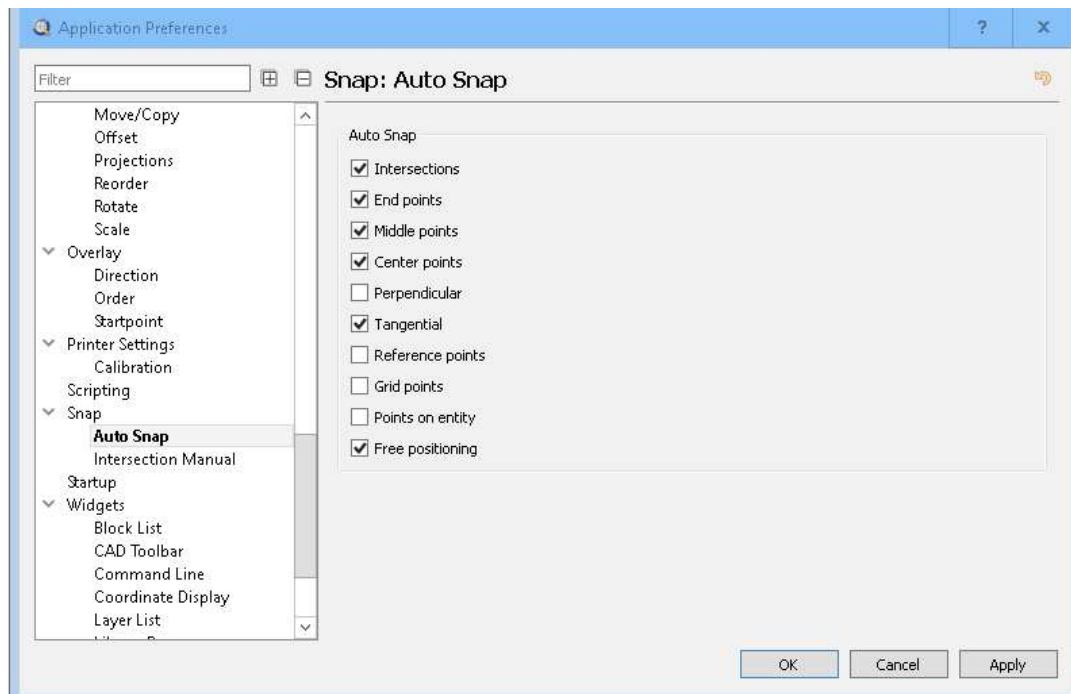 Application Preferences ? x
Filter
Snap: Auto Snap
Move/Copy
Offset
Projections
Reorder
Rotate
Scale
Overlay
Direction
Order
Startpoint
Printer Settings
Calibration
Scripting
Snap
Auto Snap
Intersection Manual
Startup
Widgets
Block List
CAD Toolbar
Command Line
Coordinate Display
Layer List
Auto Snap
Intersections
End points
Middle points
Center points
Perpendicular
Tangential
Reference points
Grid points
Points on entity
Free positioning
OK Cancel Apply